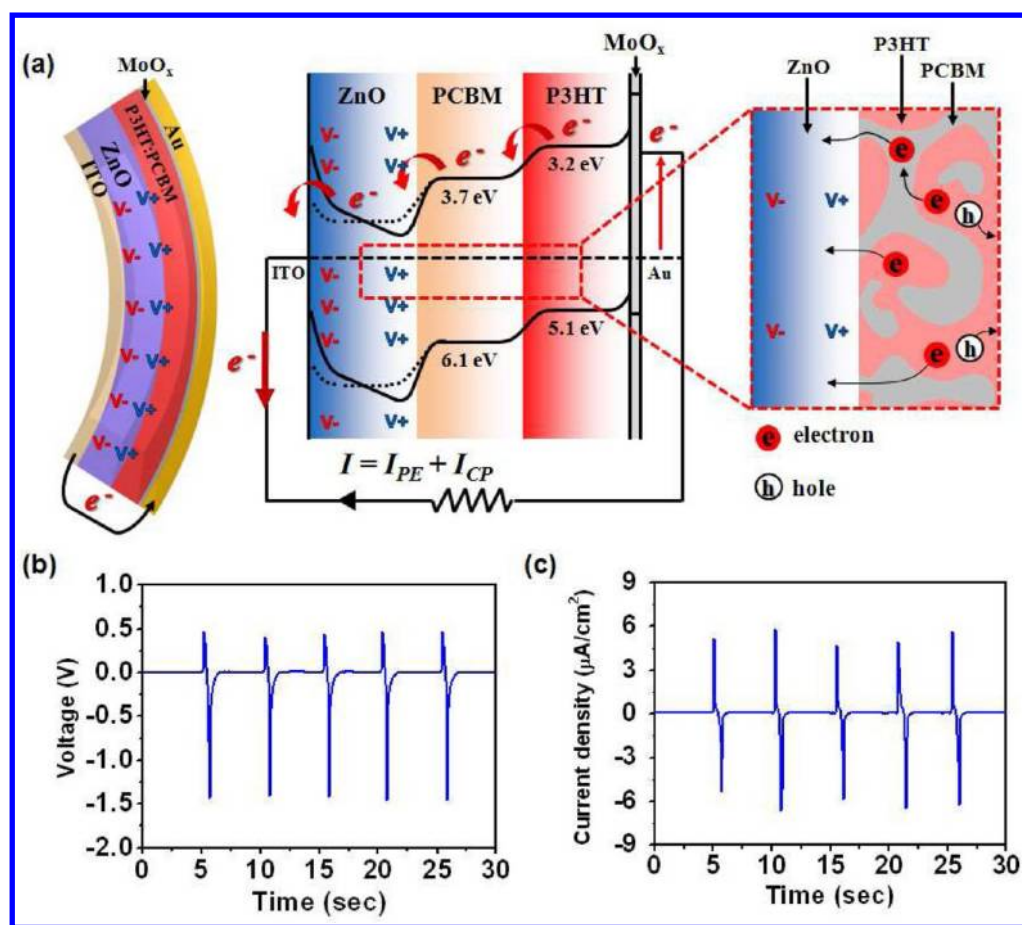 (a)
MoOₓ
P3HT:PCBM
Au
ZnO
ITO
V- V+
V- V+
V- V+
V- V+
V- V+
V- V+
e⁻
MoOₓ
ZnO PCBM P3HT
V- V+
V- V+
e⁻ e⁻ e⁻ e⁻
3.7 eV 3.2 eV
ITO V- V+ Au
V- V+
V- V+
e⁻
6.1 eV 5.1 eV
V- V+
I = I_PE + I_CP
P3HT
ZnO PCBM
e
e
V- V+ h
e
V- V+ h
e
e electron
h hole
(b)
1.0
0.5
0.0
-0.5
-1.0
-1.5
-2.0
Voltage (V)
0 5 10 15 20 25 30
Time (sec)
(c)
9
6
3
0
-3
-6
-9
Current density (μA/cm²)
0 5 10 15 20 25 30
Time (sec)